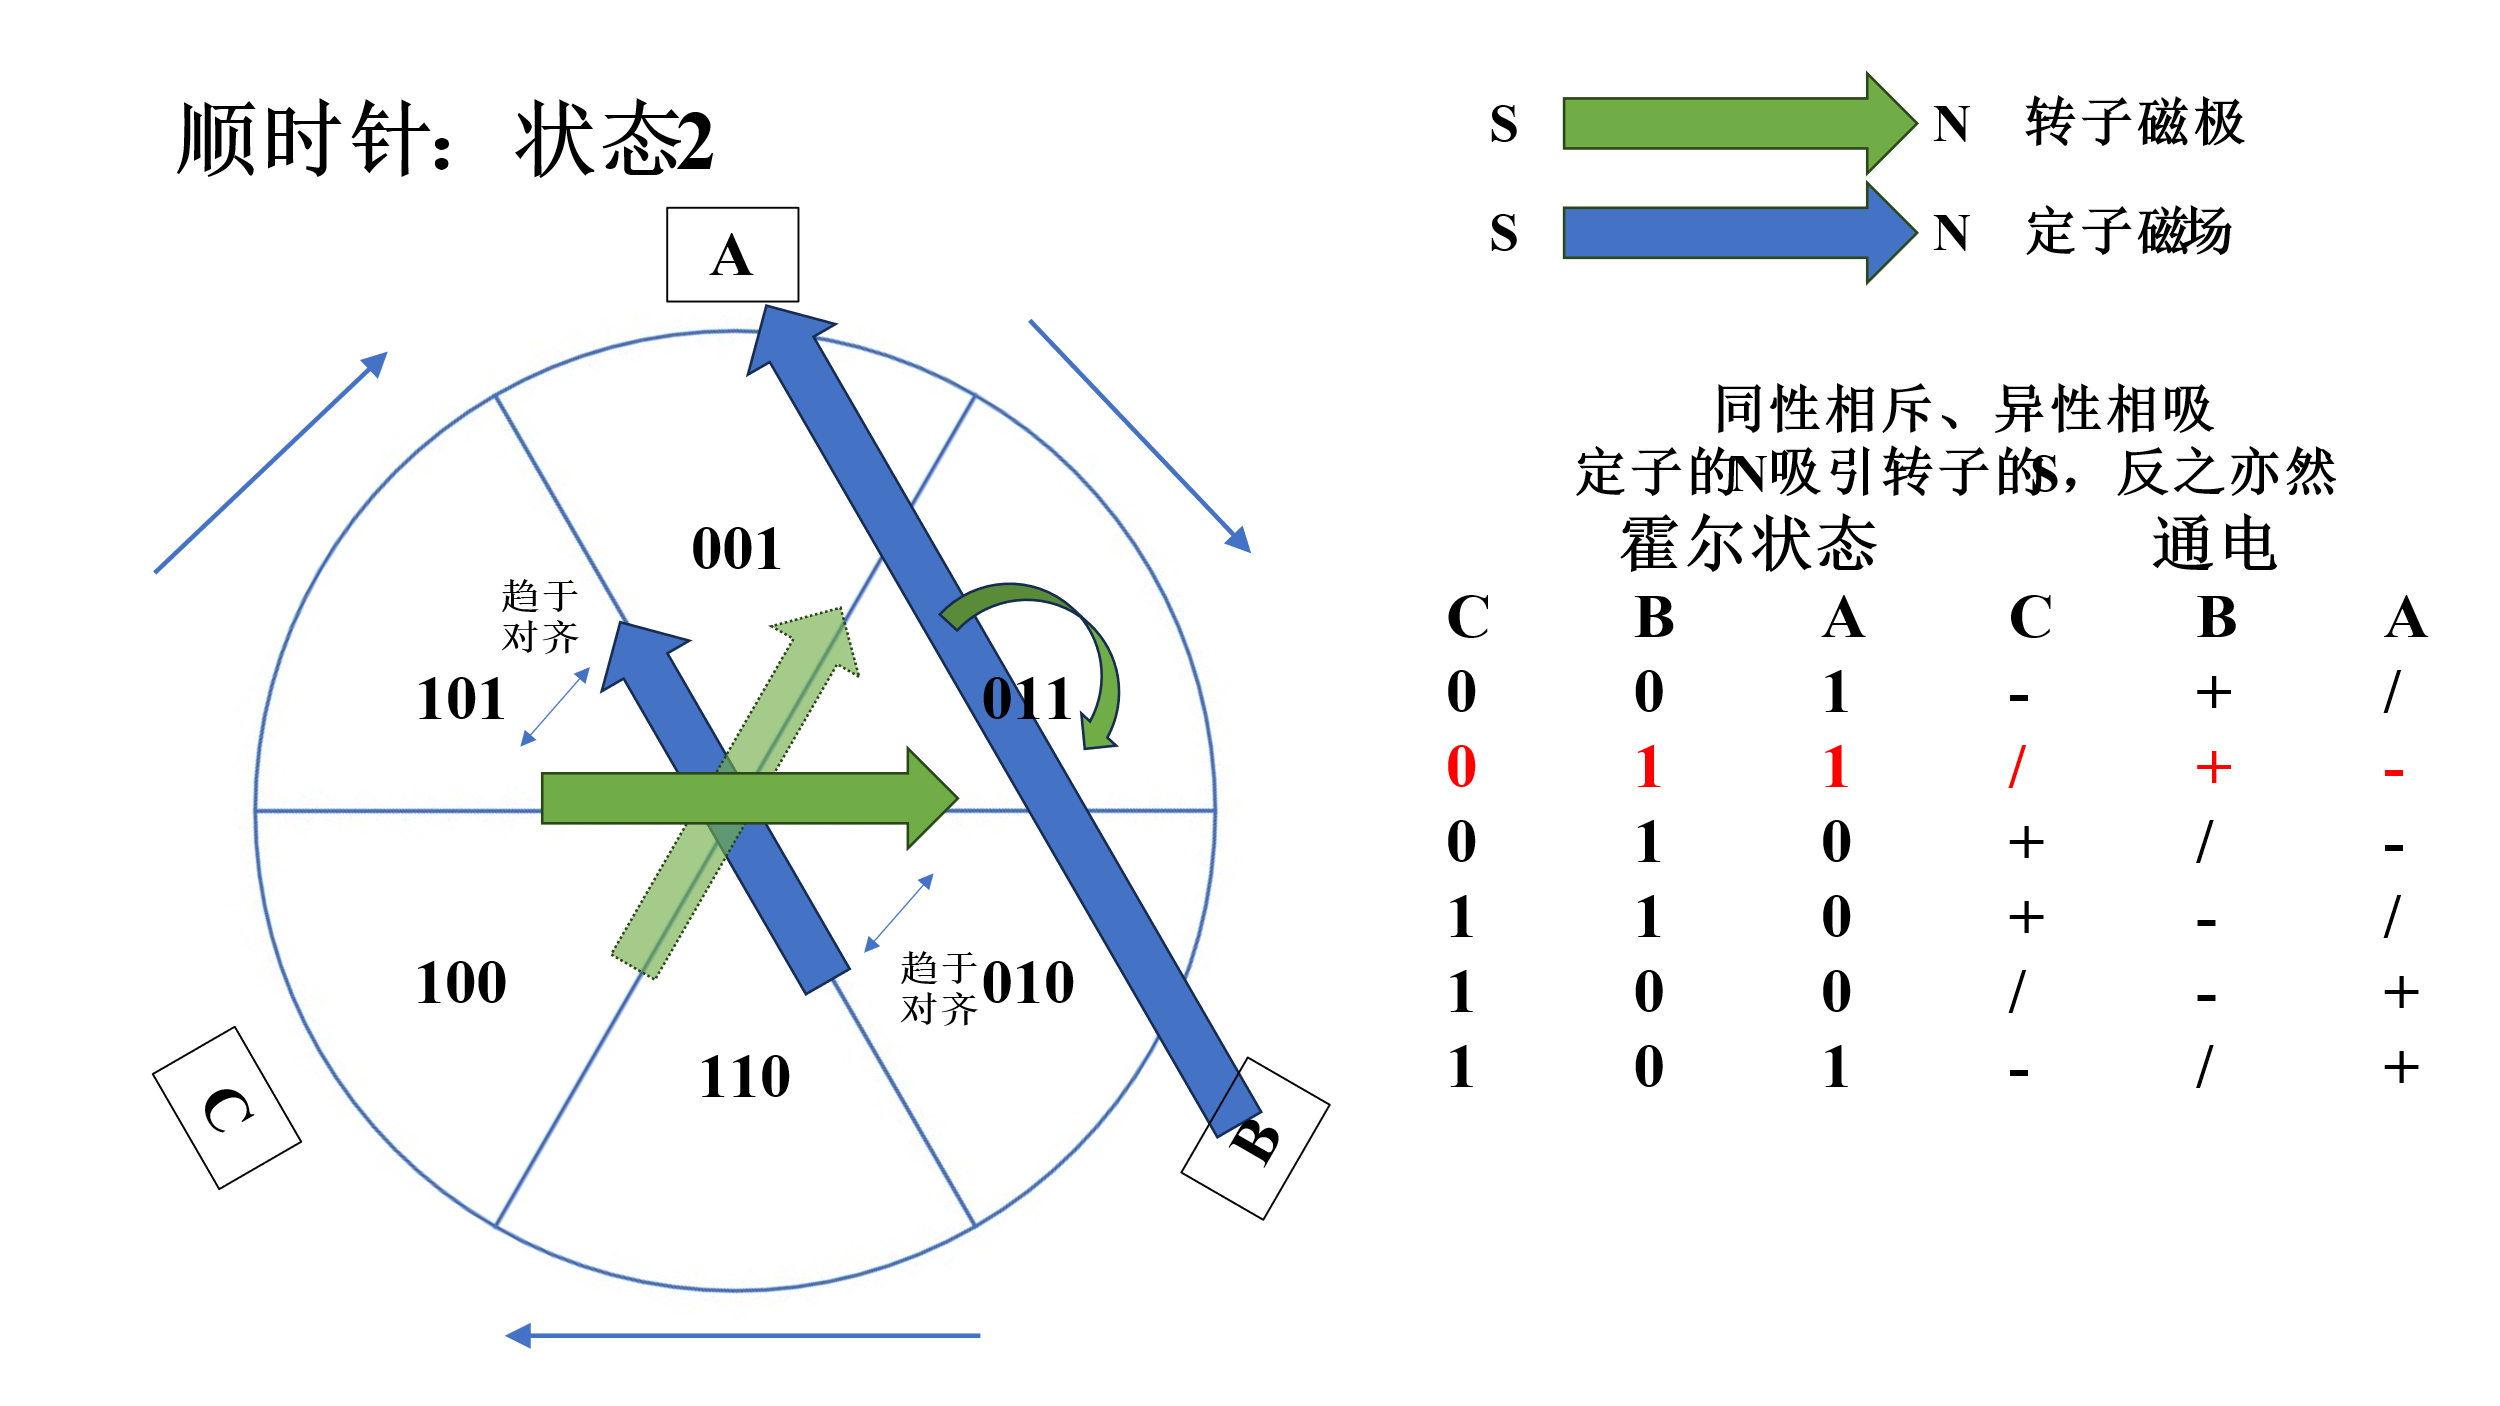 顺时针：状态2
S N 转子磁极
S N 定子磁场
A
同性相斥、异性相吸
定子的N吸引转子的S，反之亦然
霍尔状态 通电
C B A C B A
0 0 1 - + /
0 1 1 / + -
0 1 0 + / -
1 1 0 + - /
1 0 0 / - +
1 0 1 - / +
001
趋于
对齐
101
011
100
趋于
对齐
010
110
C
B